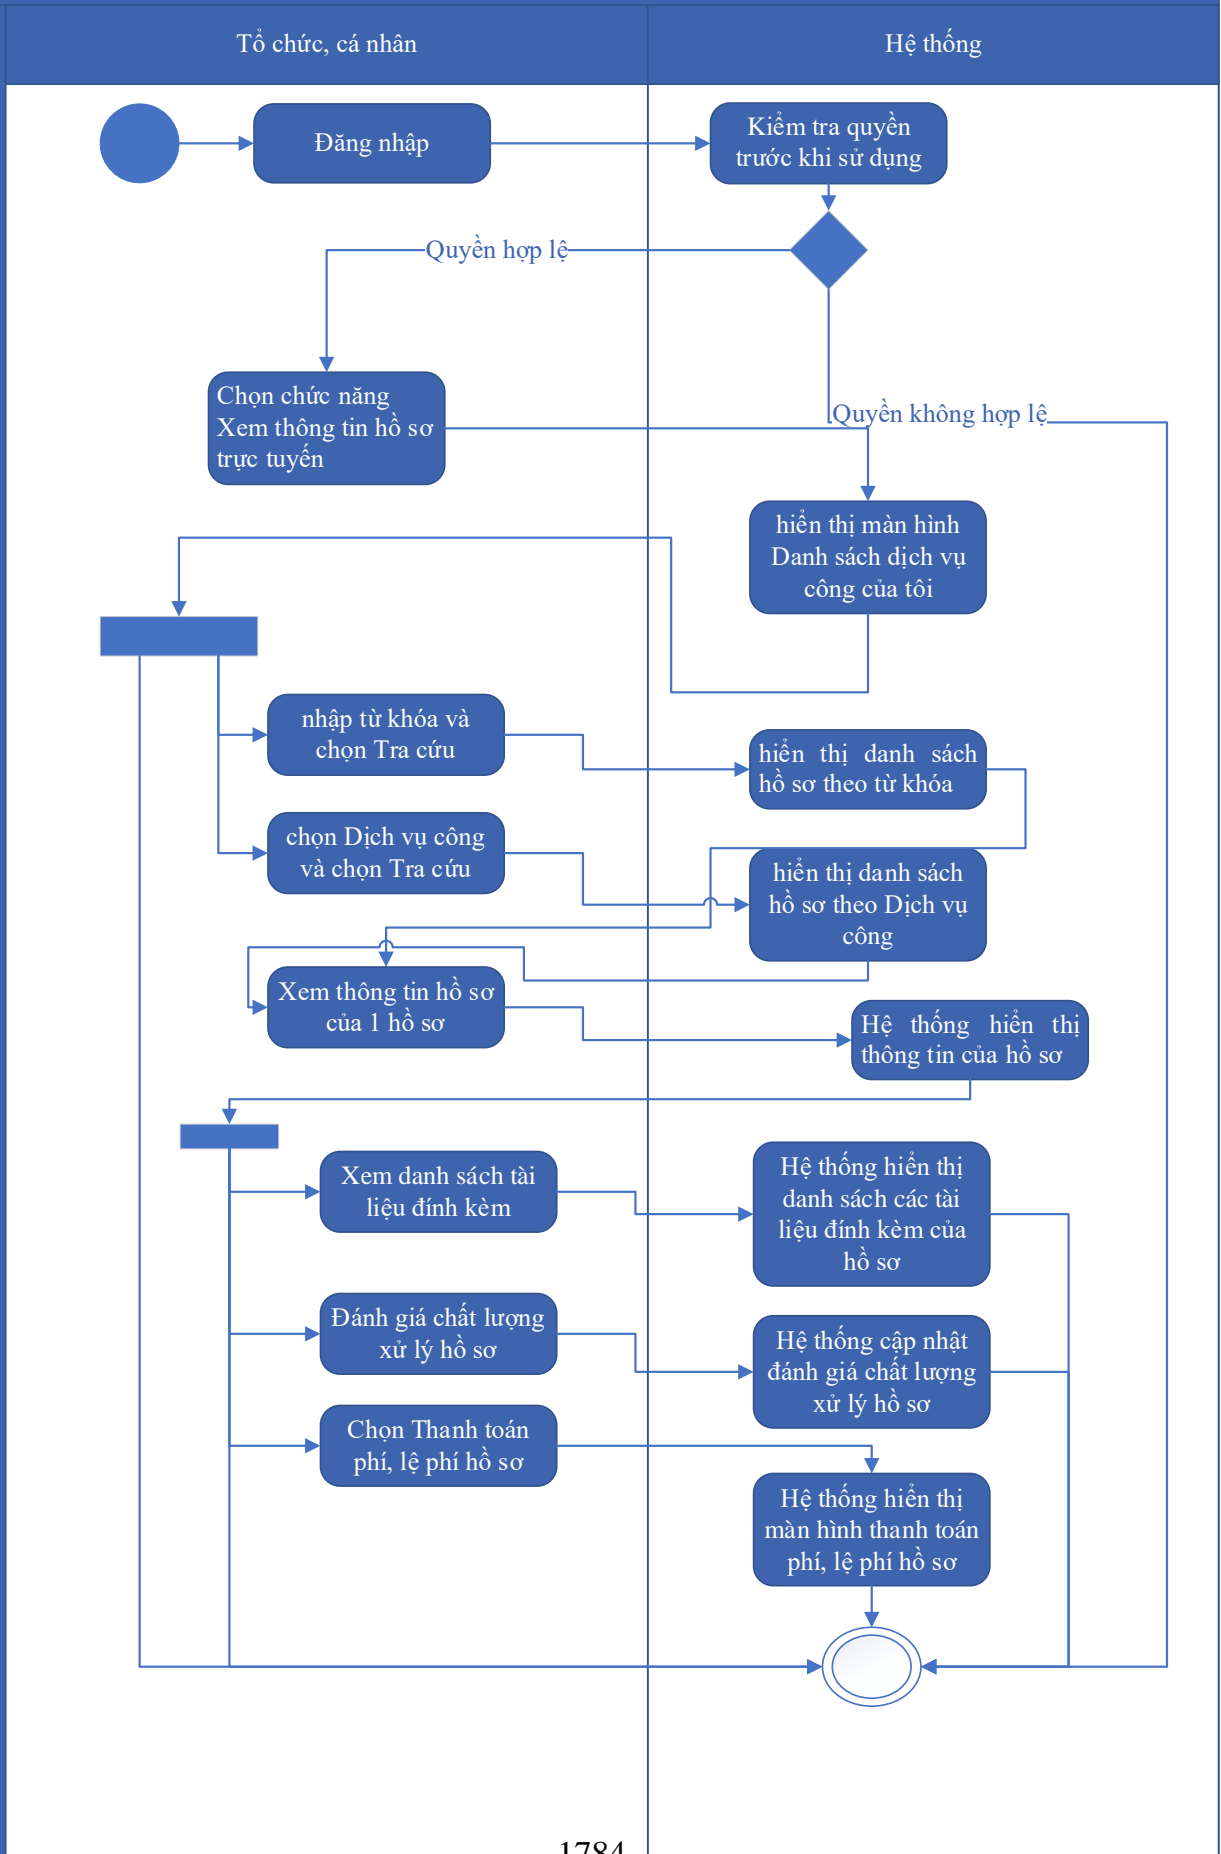 Tổ chức, cá nhân
Hệ thống
Đăng nhập
Kiểm tra quyền
trước khi sử dụng
Quyền hợp lệ
Chọn chức năng
Xem thông tin hồ sơ
trực tuyến
Quyền không hợp lệ
hiển thị màn hình
Danh sách dịch vụ
công của tôi
nhập từ khóa và
chọn Tra cứu
hiển thị danh sách
hồ sơ theo từ khóa
chọn Dịch vụ công
và chọn Tra cứu
hiển thị danh sách
hồ sơ theo Dịch vụ
công
Xem thông tin hồ sơ
của 1 hồ sơ
Hệ thống hiển thị
thông tin của hồ sơ
Xem danh sách tài
liệu đính kèm
Hệ thống hiển thị
danh sách các tài
liệu đính kèm của
hồ sơ
Đánh giá chất lượng
xử lý hồ sơ
Hệ thống cập nhật
đánh giá chất lượng
xử lý hồ sơ
Chọn Thanh toán
phí, lệ phí hồ sơ
Hệ thống hiển thị
màn hình thanh toán
phí, lệ phí hồ sơ
1784